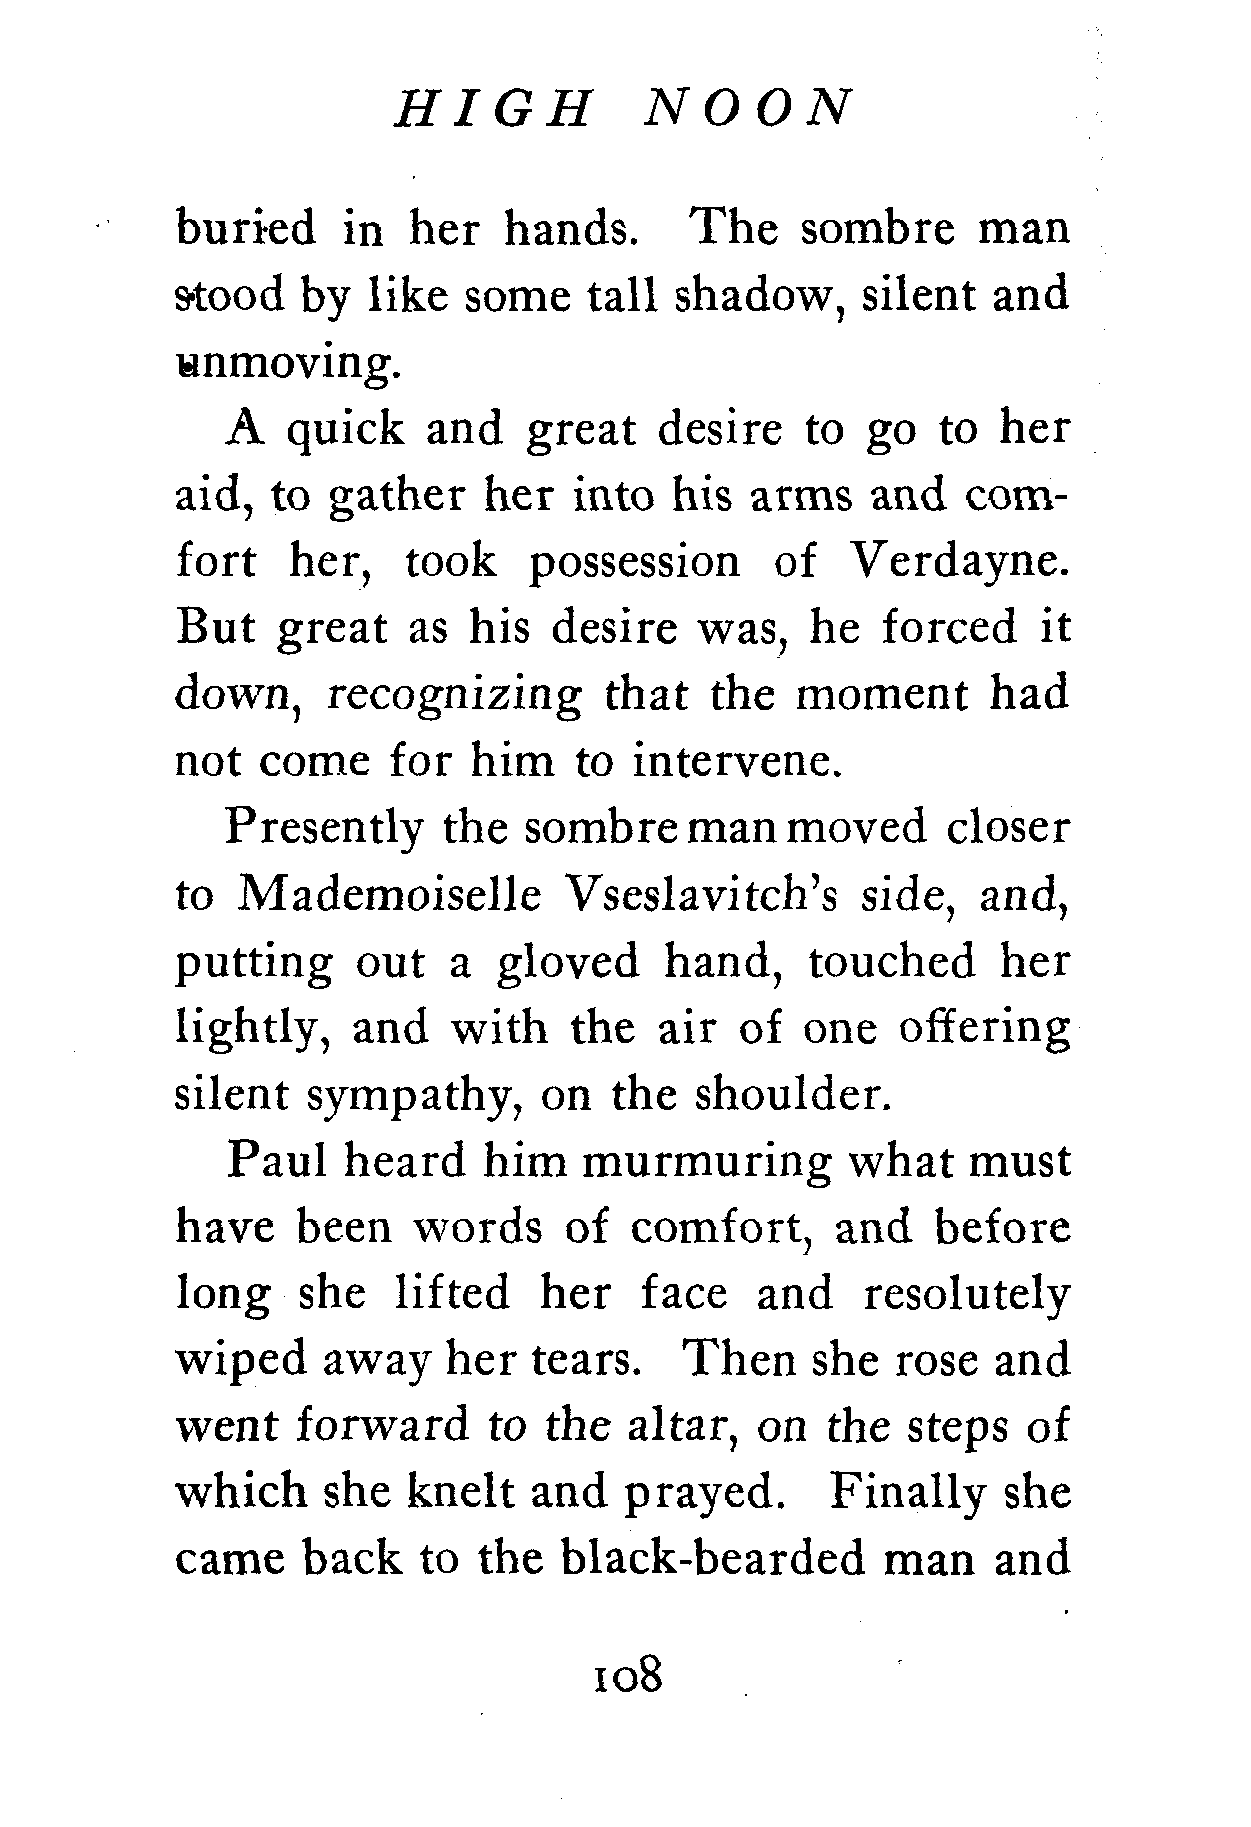 HIGH NOON
buried in her hands. The sombre man
stood by like some tall shadow, silent and
unmoving.
A quick and great desire to go to her
aid, to gather her into his arms and com-
fort her, took possession of Verdayne.
But great as his desire was, he forced it
down, recognizing that the moment had
not come for him to intervene.
Presently the sombre man moved closer
to Mademoiselle Vseslavitch's side, and,
putting out a gloved hand, touched her
lightly, and with the air of one offering
silent sympathy, on the shoulder.
Paul heard him murmuring what must
have been words of comfort, and before
long she lifted her face and resolutely
wiped away her tears. Then she rose and
went forward to the altar, on the steps of
which she knelt and prayed. Finally she
came back to the black-bearded man and
108